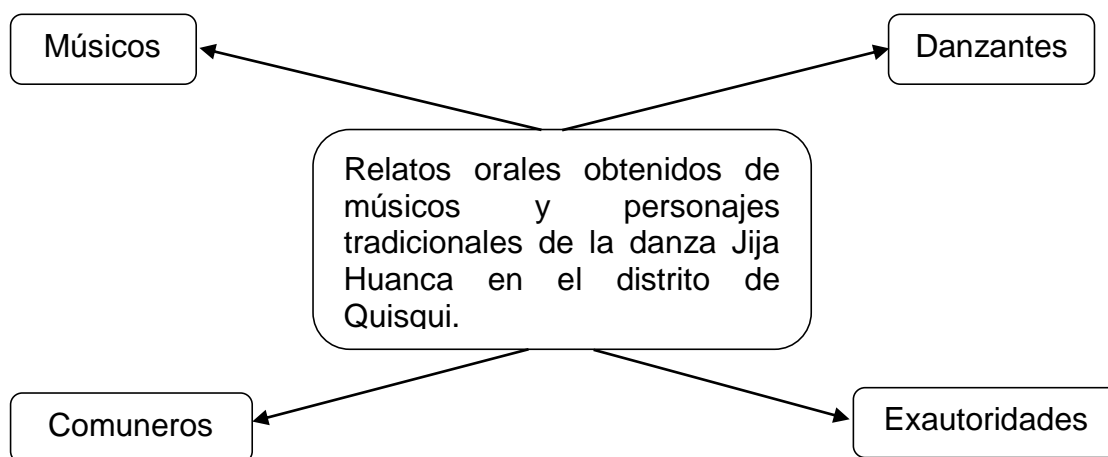 Músicos
Danzantes
Relatos orales obtenidos de
músicos y personajes
tradicionales de la danza Jija
Huanca en el distrito de
Quisqui.
Comuneros
Exautoridades